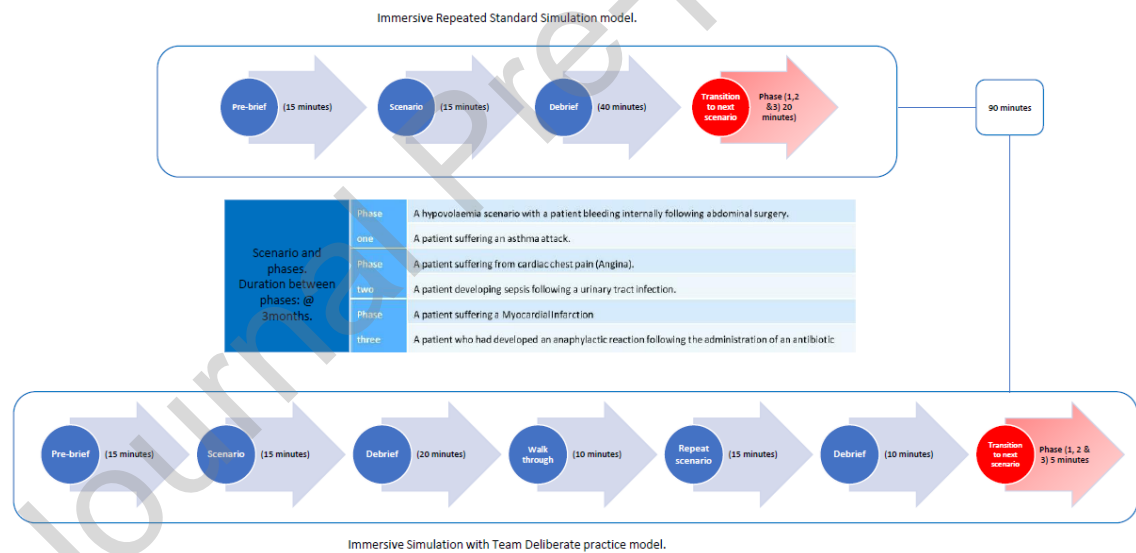 Immersive Repeated Standard Simulation model.
Pre-brief
(15 minutes)
Scenario
(15 minutes)
Debrief
(40 minutes)
Transition
to next
scenario
Phase (1,2
&3) 20
minutes)
90 minutes
Scenario and
phases.
Duration between
phases: @
3months.
Phase
one
A hypovolaemia scenario with a patient bleeding internally following abdominal surgery.
A patient suffering an asthma attack.
Phase
two
A patient suffering from cardiac chest pain (Angina).
A patient developing sepsis following a urinary tract infection.
Phase
three
A patient suffering a Myocardial Infarction
A patient who had developed an anaphylactic reaction following the administration of an antibiotic
Pre-brief
(15 minutes)
Scenario
(15 minutes)
Debrief
(20 minutes)
Walk
through
(10 minutes)
Repeat
scenario
(15 minutes)
Debrief
(10 minutes)
Transition
to next
scenario
Phase (1, 2 &
3) 5 minutes
Immersive Simulation with Team Deliberate practice model.
Journal Pre-